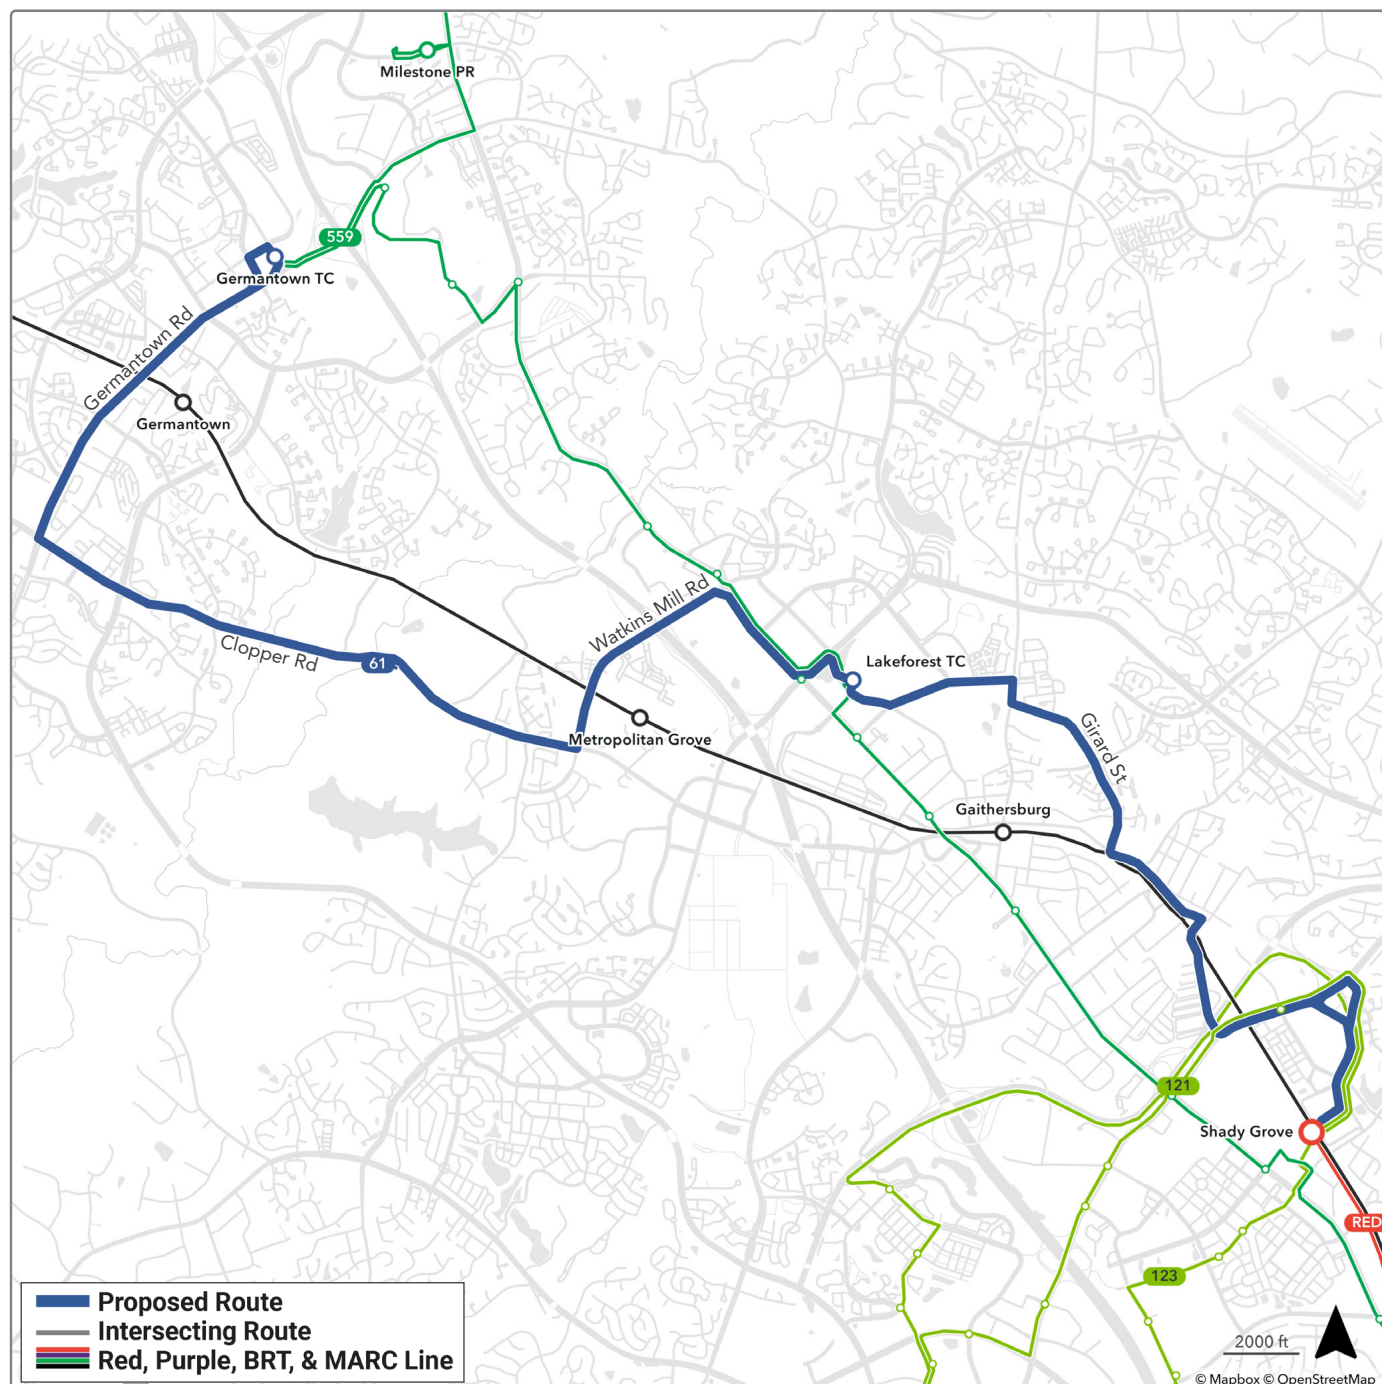 Milestone PR
559
Germantown TC
Germantown Rd
Germantown
Watkins Mill Rd
Clopper Rd
61
Lakeforest TC
Metropolitan Grove
Girard St
Gaithersburg
121
Shady Grove
RED
123
Proposed Route
Intersecting Route
Red, Purple, BRT, & MARC Line
2000 ft
© Mapbox © OpenStreetMap